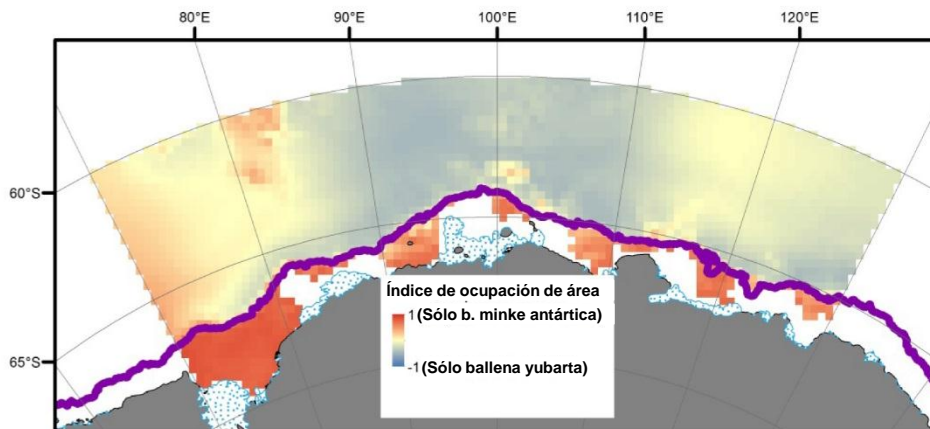 80°E 90°E 100°E 110°E 120°E
60°S
65°S
Índice de ocupación de área
1 (Sólo b. minke antártica)
-1 (Sólo ballena yubarta)